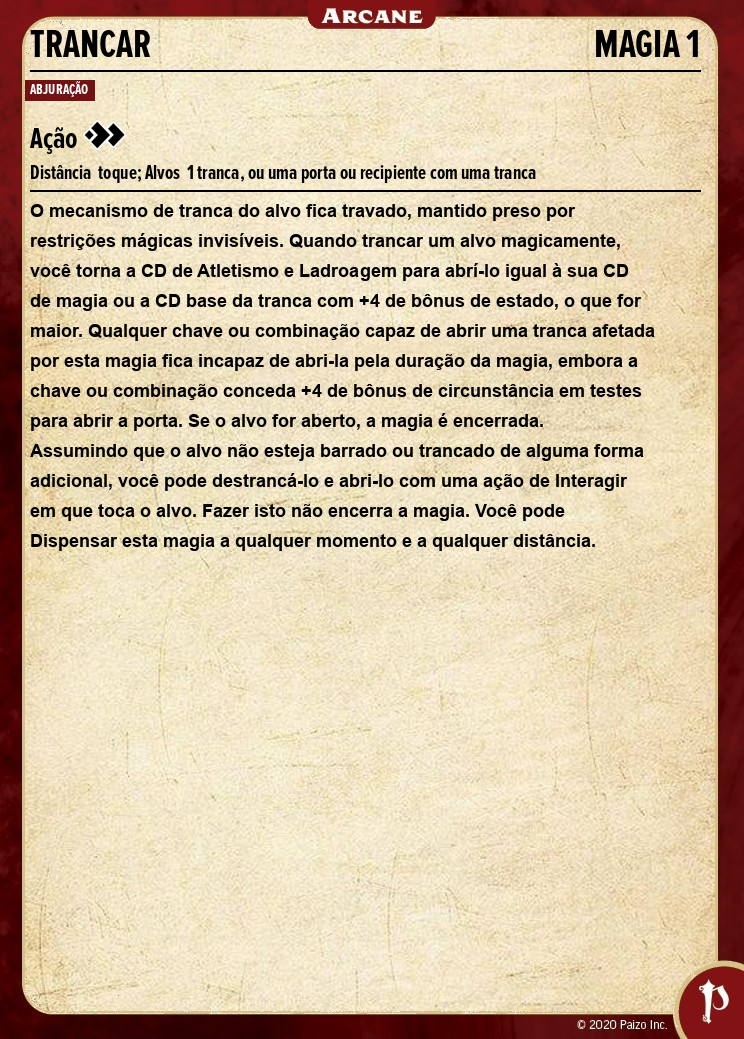 ARCANE
TRANCAR MAGIA 1
ABJURAÇÃO
Ação
Distância toque; Alvos 1 tranca, ou uma porta ou recipiente com uma tranca
O mecanismo de tranca do alvo fica travado, mantido preso por
restrições mágicas invisíveis. Quando trancar um alvo magicamente,
você torna a CD de Atletismo e Ladroagem para abrí-lo igual à sua CD
de magia ou a CD base da tranca com +4 de bônus de estado, o que for
maior. Qualquer chave ou combinação capaz de abrir uma tranca afetada
por esta magia fica incapaz de abri-la pela duração da magia, embora a
chave ou combinação conceda +4 de bônus de circunstância em testes
para abrir a porta. Se o alvo for aberto, a magia é encerrada.
Assumindo que o alvo não esteja barrado ou trancado de alguma forma
adicional, você pode destrancá-lo e abri-lo com uma ação de Interagir
em que toca o alvo. Fazer isto não encerra a magia. Você pode
Dispensar esta magia a qualquer momento e a qualquer distância.
© 2020 Paizo Inc.
P